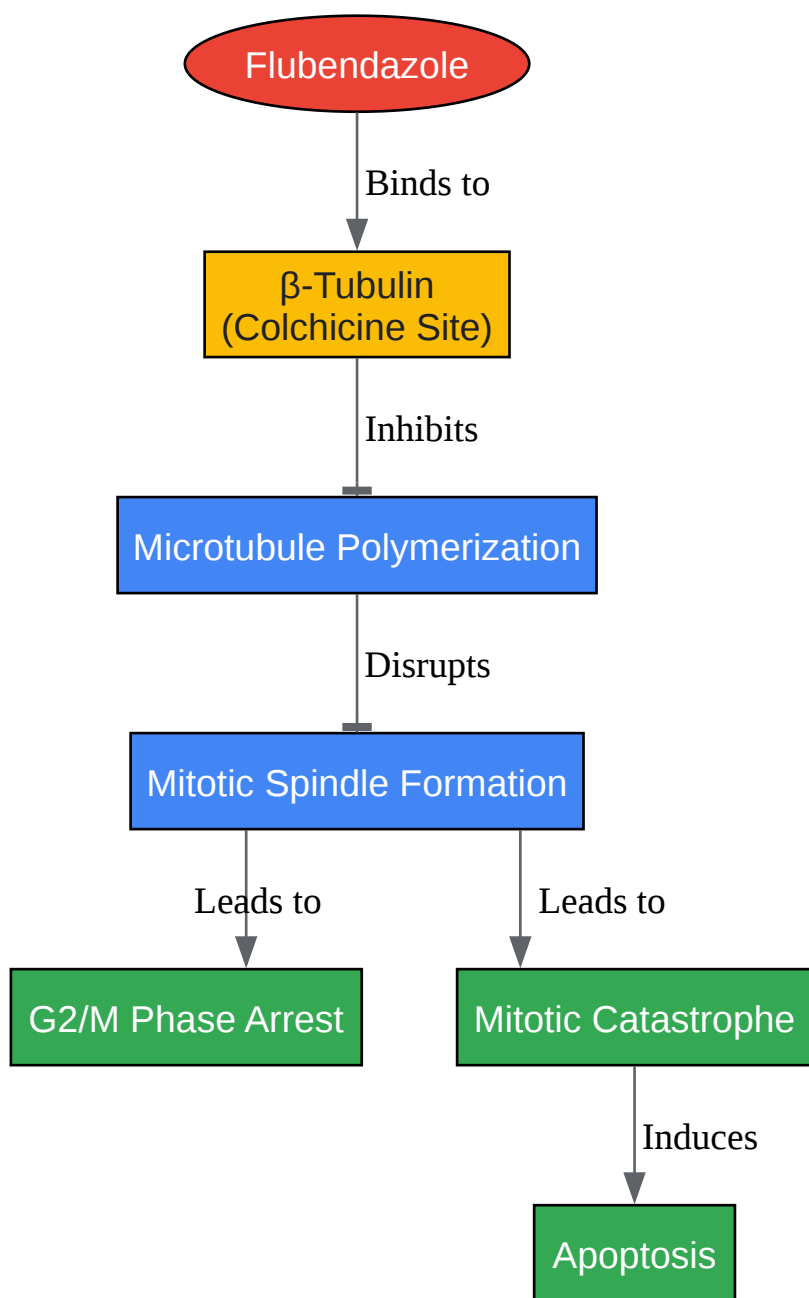 Flubendazole
Binds to
β-Tubulin
(Colchicine Site)
Inhibits
Microtubule Polymerization
Disrupts
Mitotic Spindle Formation
Leads to
Leads to
G2/M Phase Arrest
Mitotic Catastrophe
Induces
Apoptosis